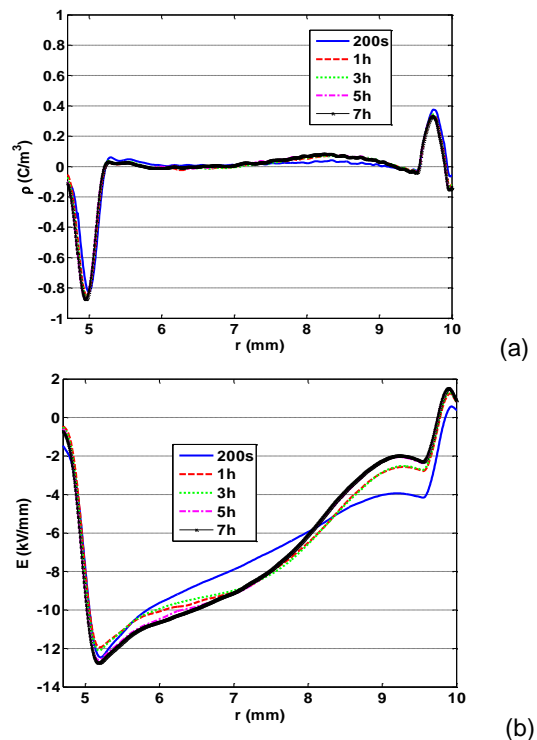 1
0.8
0.6
0.4
0.2
0
-0.2
-0.4
-0.6
-0.8
-1
ρ (C/m³)
200s
1h
3h
5h
7h
5 6 7 8 9 10
r (mm)
(a)
2
0
-2
-4
-6
-8
-10
-12
-14
E (kV/mm)
200s
1h
3h
5h
7h
5 6 7 8 9 10
r (mm)
(b)